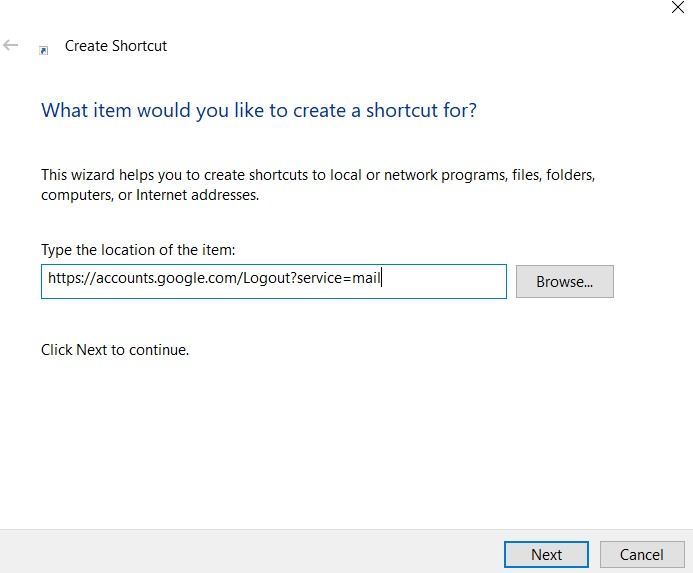 Create Shortcut
What item would you like to create a shortcut for?
This wizard helps you to create shortcuts to local or network programs, files, folders,
computers, or Internet addresses.
Type the location of the item:
https://accounts.google.com/Logout?service=mail
Browse...
Click Next to continue.
Next
Cancel